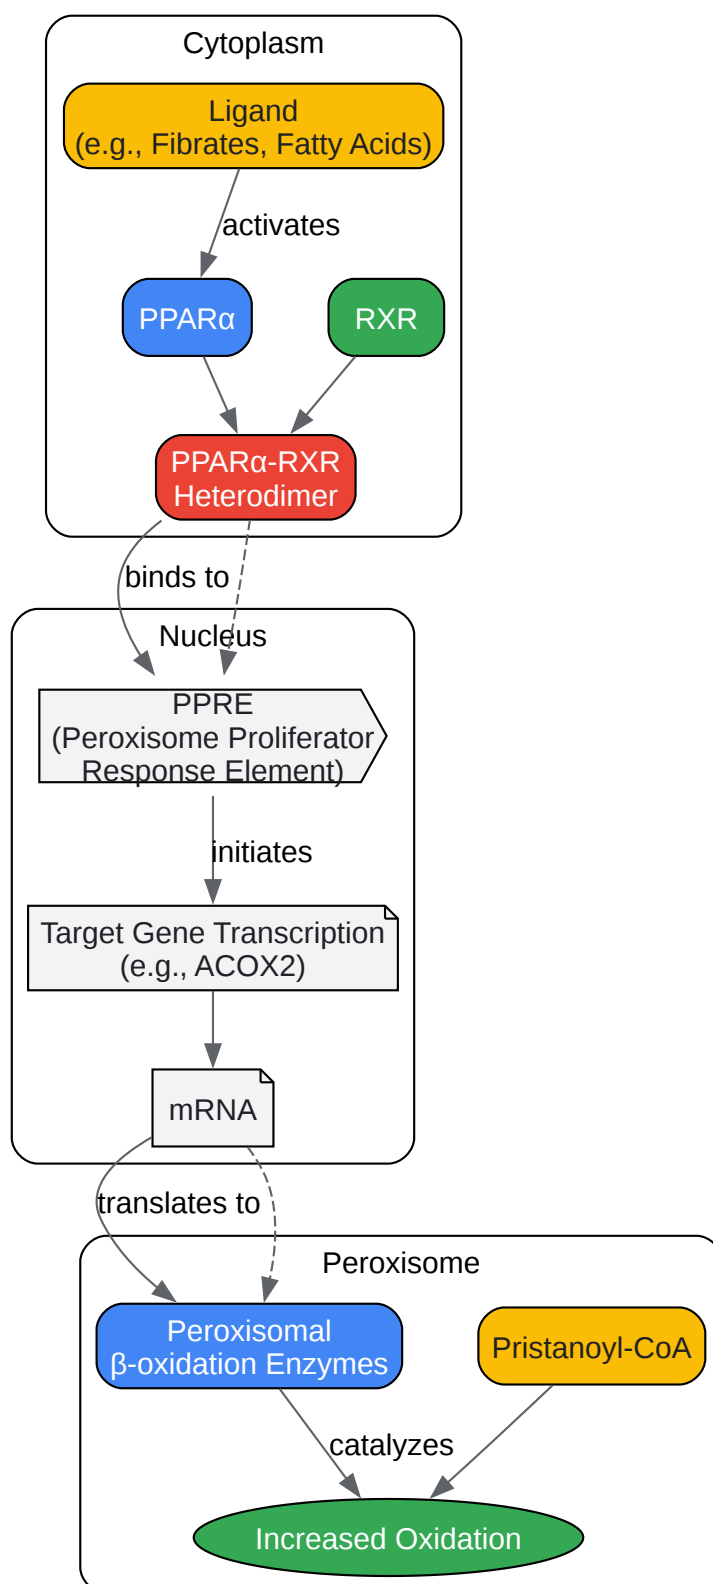 Cytoplasm
Ligand
(e.g., Fibrates, Fatty Acids)
activates
PPARα
RXR
PPARα-RXR
Heterodimer
binds to
Nucleus
PPRE
(Peroxisome Proliferator
Response Element)
initiates
Target Gene Transcription
(e.g., ACOX2)
mRNA
translates to
Peroxisome
Peroxisomal
β-oxidation Enzymes
Pristanoyl-CoA
catalyzes
Increased Oxidation